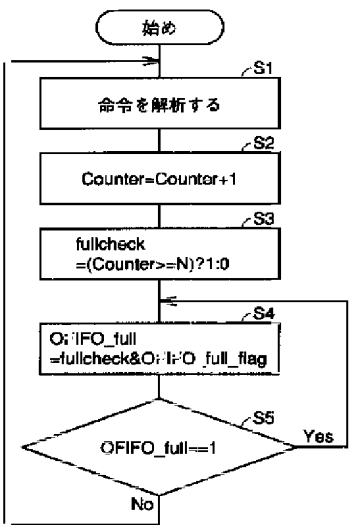 始め
S1
命令を解析する
S2
Counter=Counter+1
S3
fullcheck
=(Counter>=N)?1:0
S4
OFIFO_full
=fullcheck&OFIFO_full_flag
S5
OFIFO_full==1
Yes
No